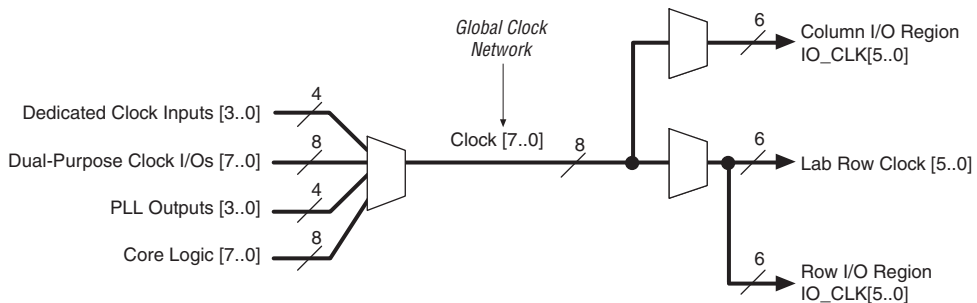 Global Clock
Network
6
Column I/O Region
IO_CLK[5..0]
4
Dedicated Clock Inputs [3..0]
8
Dual-Purpose Clock I/Os [7..0]
Clock [7..0]
8
6
Lab Row Clock [5..0]
4
PLL Outputs [3..0]
8
Core Logic [7..0]
6
Row I/O Region
IO_CLK[5..0]